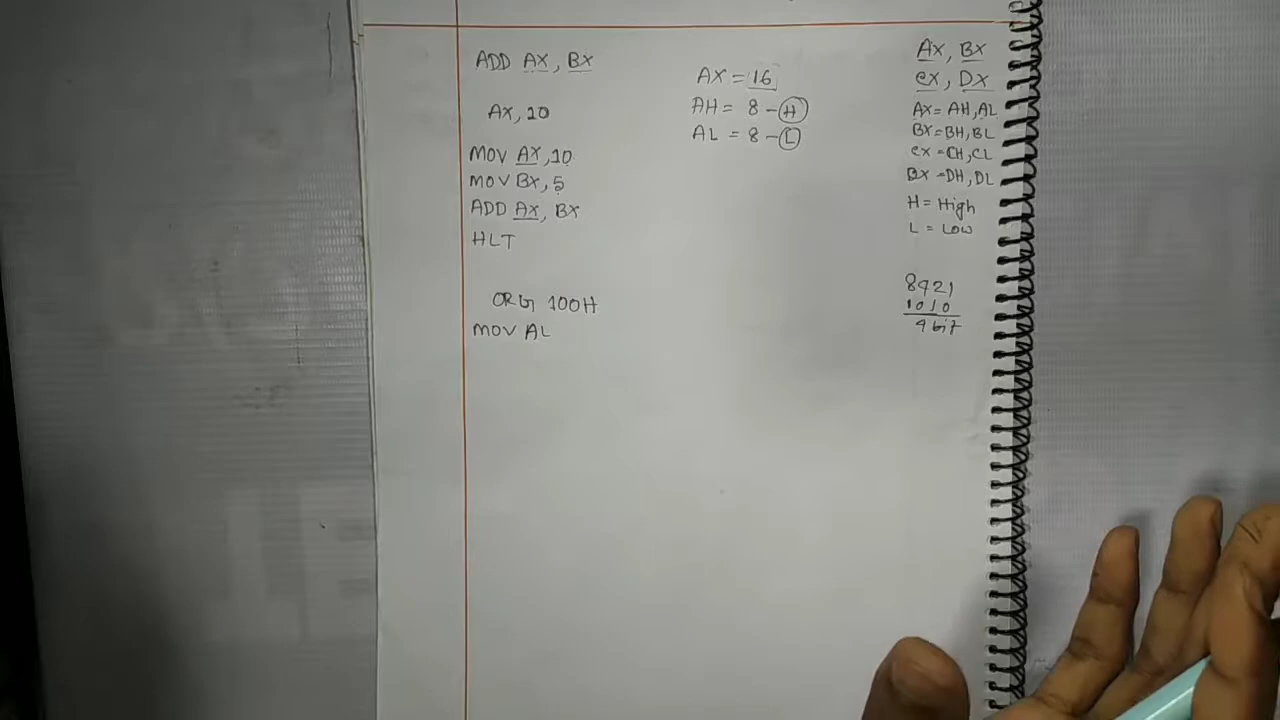 ADD AX, BX
AX, 10
MOV AX, 10
MOV BX, 5
ADD AX, BX
HLT
ORG 100H
MOV AL
AX = 16
AH = 8 - H
AL = 8 - L
AX, BX
CX, DX
AX = AH, AL
BX = BH, BL
CX = CH, CL
DX = DH, DL
H = High
L = Low
8421
1010
4 bit